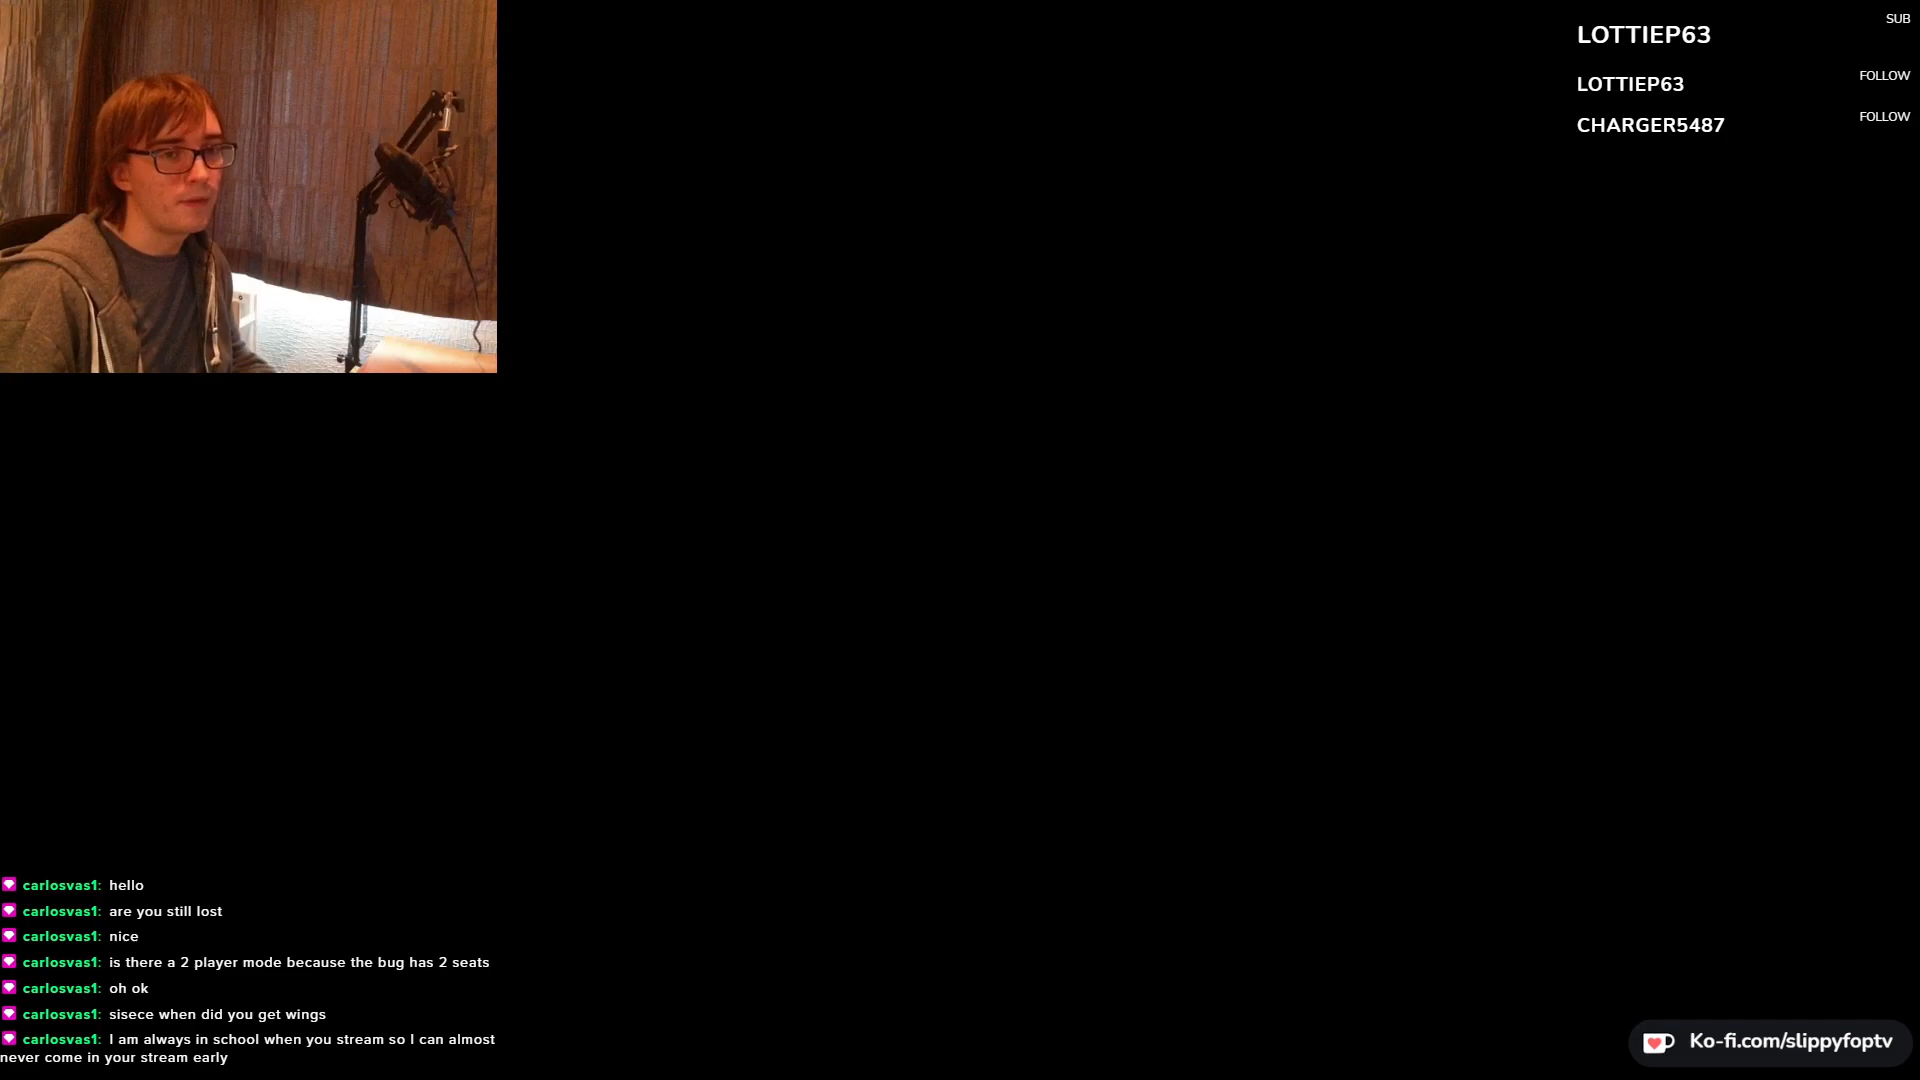 LOTTIEP63
SUB
LOTTIEP63
FOLLOW
CHARGER5487
FOLLOW
carlosvas1: hello
carlosvas1: are you still lost
carlosvas1: nice
carlosvas1: is there a 2 player mode because the bug has 2 seats
carlosvas1: oh ok
carlosvas1: sisece when did you get wings
carlosvas1: I am always in school when you stream so I can almost
never come in your stream early
Ko-fi.com/slippyfoptv